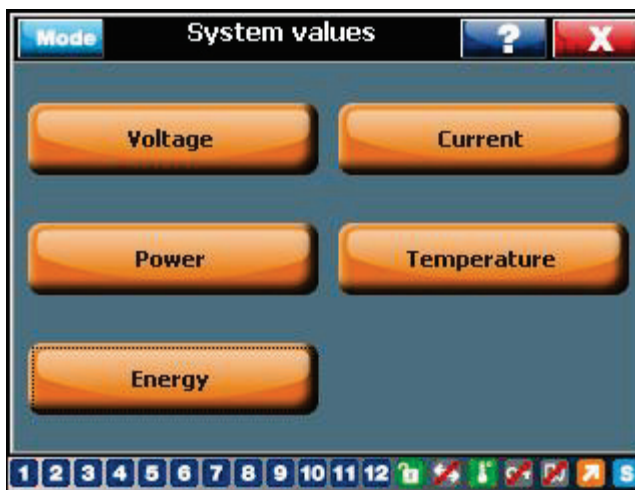 Mode System values ? X
Voltage Current
Power Temperature
Energy
1 2 3 4 5 6 7 8 9 10 11 12 S